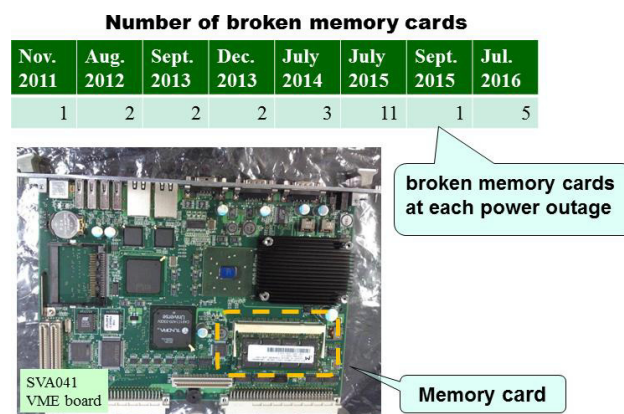 Number of broken memory cards
Nov. 2011 Aug. 2012 Sept. 2013 Dec. 2013 July 2014 July 2015 Sept. 2015 Jul. 2016
1 2 2 2 3 11 1 5
broken memory cards
at each power outage
SVA041
VME board
Memory card